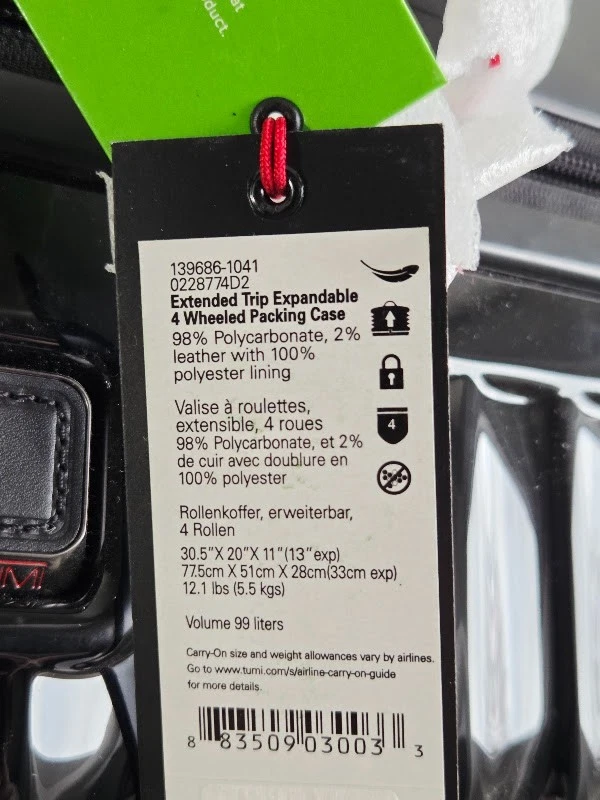 at
duct.
139686-1041
0228774D2
Extended Trip Expandable
4 Wheeled Packing Case
98% Polycarbonate, 2%
leather with 100%
polyester lining
4
Valise à roulettes,
extensible, 4 roues
98% Polycarbonate, et 2%
de cuir avec doublure en
100% polyester
Rollenkoffer, erweiterbar,
4 Rollen
30.5"X 20"X 11"(13"exp)
77.5cm X 51cm X 28cm(33cm exp)
12.1 lbs (5.5 kgs)
Volume 99 liters
Carry-On size and weight allowances vary by airlines.
Go to www.tumi.com/s/airline-carry-on-guide
for more details.
8 83509 03003 3